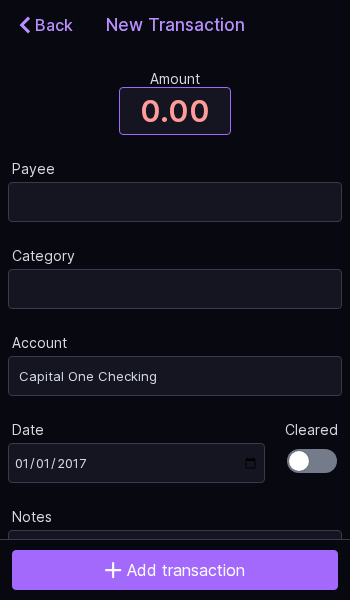 Back
New Transaction
Amount
0.00
Payee
Category
Account
Capital One Checking
Date
Cleared
01/01/2017
Notes
Add transaction